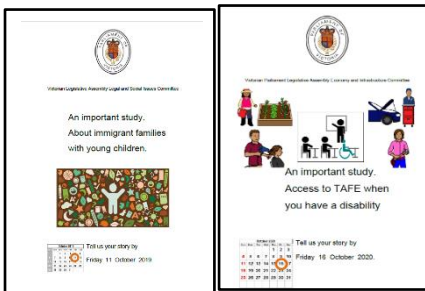 Victorian Legislative Assembly Legal and Social Issues Committee
An important study.
About immigrant families
with young children.
Tell us your story by
Friday 11 October 2019
Victorian Parliament Legislative Assembly Economy and Infrastructure Committee
An important study.
Access to TAFE when
you have a disability
Tell us your story by
Friday 16 October 2020.